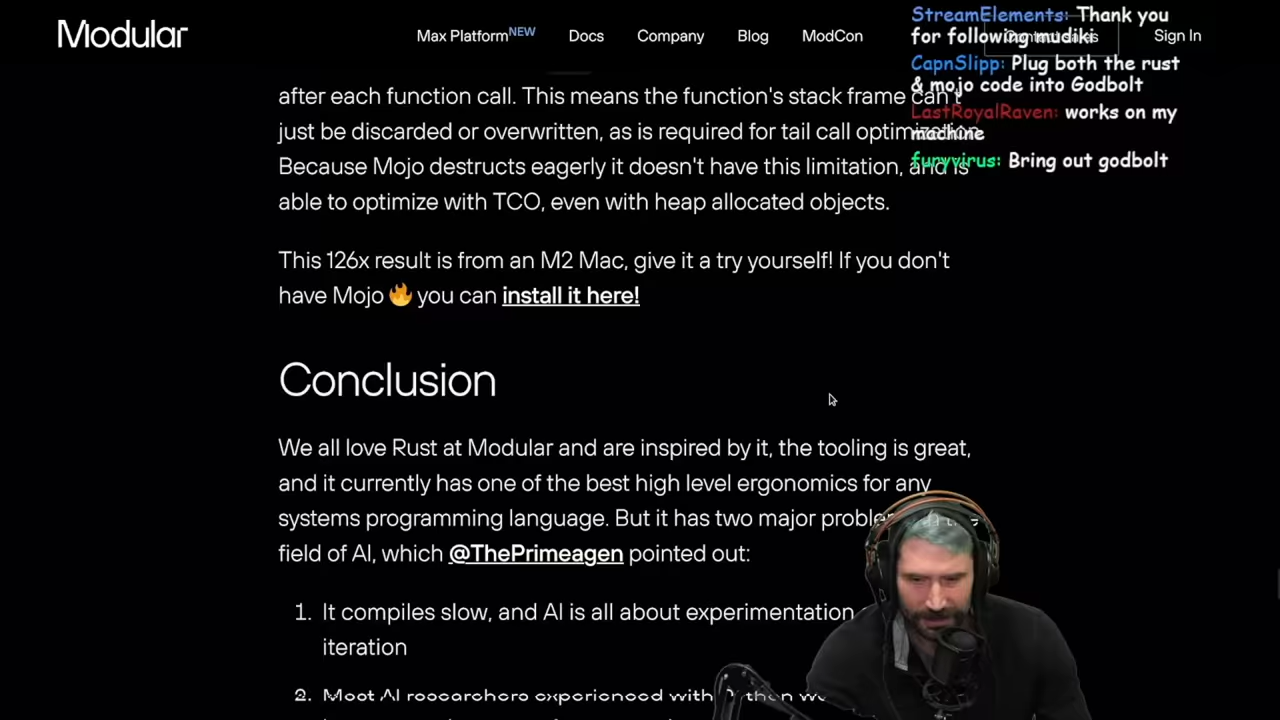 Modular
Max Platform NEW
Docs
Company
Blog
ModCon
Sign In
StreamElements: Thank you
for following mudiki
CapnSlipp: Plug both the rust
& mojo code into Godbolt
LastRoyalRaven: works on my
machine
furyvirus: Bring out godbolt
after each function call. This means the function's stack frame can't
just be discarded or overwritten, as is required for tail call optimization.
Because Mojo destructs eagerly it doesn't have this limitation, and is
able to optimize with TCO, even with heap allocated objects.
This 126x result is from an M2 Mac, give it a try yourself! If you don't
have Mojo 🔥 you can install it here!
Conclusion
We all love Rust at Modular and are inspired by it, the tooling is great,
and it currently has one of the best high level ergonomics for any
systems programming language. But it has two major
field of AI, which @ThePrimeagen pointed out:
1. It compiles slow, and AI is all about experimentation
iteration
2. Most AI researchers experienced with